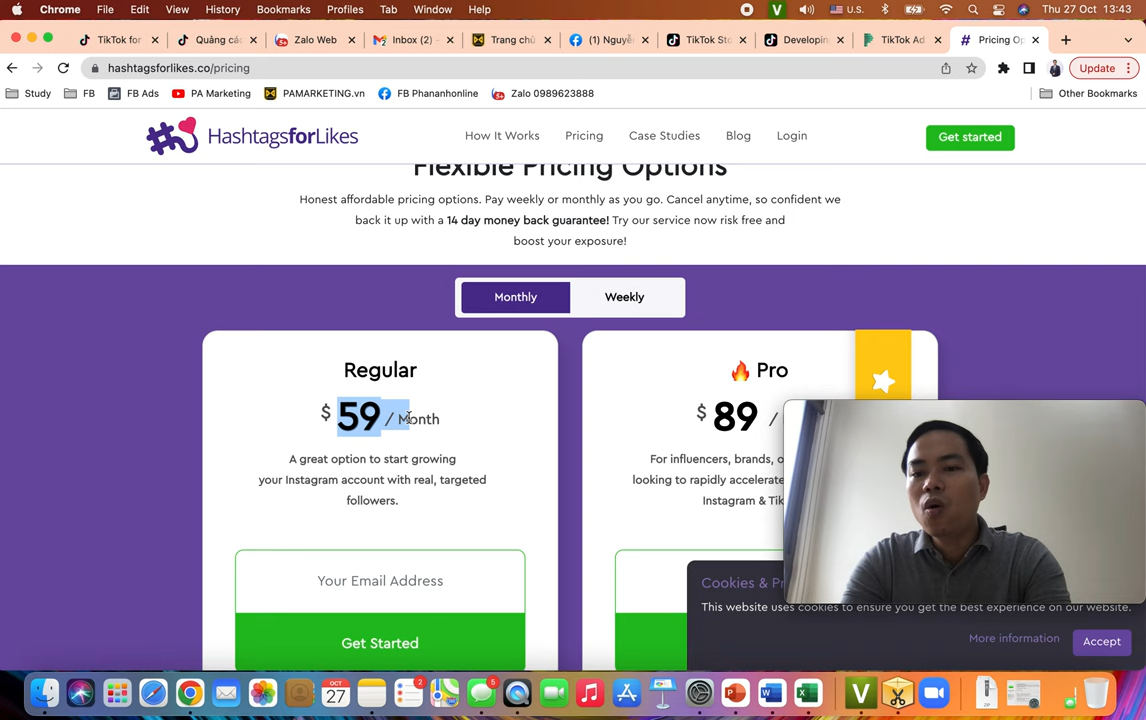 Chrome File Edit View History Bookmarks Profiles Tab Window Help
V U.S. Thu 27 Oct 13:43
TikTok for
Quảng cá
Zalo Web
Inbox (2) -
Trang chủ
(1) Nguyễ
TikTok Sto
Developin
TikTok Ad
Pricing Op
hashtagsforlikes.co/pricing
Update
Study FB FB Ads PA Marketing PAMARKETING.vn FB Phananhonline Zalo 0989623888 Other Bookmarks
HashtagsforLikes
How It Works Pricing Case Studies Blog Login
Get started
Flexible Pricing Options
Honest affordable pricing options. Pay weekly or monthly as you go. Cancel anytime, so confident we
back it up with a 14 day money back guarantee! Try our service now risk free and
boost your exposure!
Monthly Weekly
Regular
$ 59 / Month
A great option to start growing
your Instagram account with real, targeted
followers.
Your Email Address
Get Started
Pro
$ 89 /
For influencers, brands, o
looking to rapidly accelerate
Instagram & Tik
Cookies & P
This website uses cookies to ensure you get the best experience on our website.
More information
Accept
OCT
27
2
5